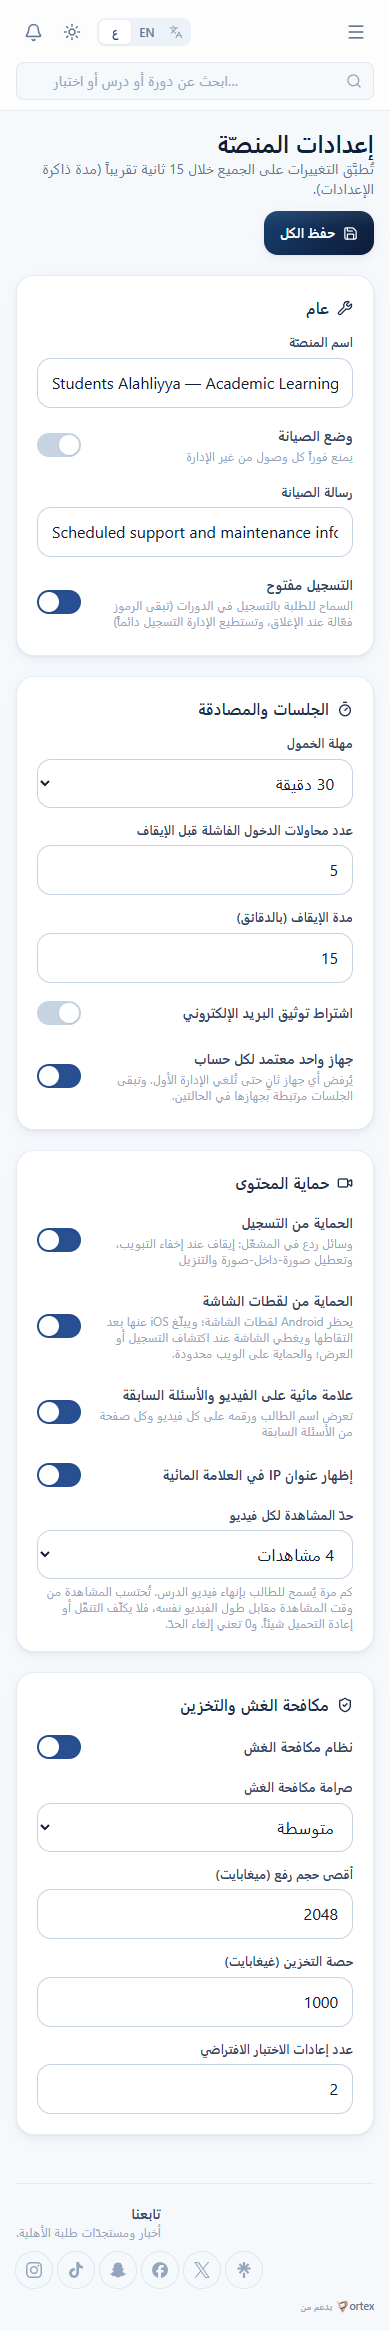 ع
EN
ابحث عن دورة أو درس أو اختبار...
إعدادات المنصّة
تُطبَّق التغييرات على الجميع خلال 15 ثانية تقريباً (مدة ذاكرة
الإعدادات).
حفظ الكل
عام
اسم المنصّة
Students Alahliyya — Academic Learning
وضع الصيانة
يمنع فوراً كل وصول من غير الإدارة
رسالة الصيانة
Scheduled support and maintenance info
التسجيل مفتوح
السماح للطلبة بالتسجيل في الدورات (تبقى الرموز
فعّالة عند الإغلاق، وتستطيع الإدارة التسجيل دائماً)
الجلسات والمصادقة
مهلة الخمول
30 دقيقة
عدد محاولات الدخول الفاشلة قبل الإيقاف
5
مدة الإيقاف (بالدقائق)
15
اشتراط توثيق البريد الإلكتروني
جهاز واحد معتمد لكل حساب
يُرفض أي جهاز ثانٍ حتى تُلغي الإدارة الأول. وتبقى
الجلسات مرتبطة بجهازها في الحالتين.
حماية المحتوى
الحماية من التسجيل
وسائل ردع في المشغّل: إيقاف عند إخفاء التبويب،
وتعطيل صورة-داخل-صورة والتنزيل
الحماية من لقطات الشاشة
يحظر Android لقطات الشاشة؛ ويبلّغ iOS عنها بعد
التقاطها ويغطي الشاشة عند اكتشاف التسجيل أو
العرض؛ والحماية على الويب محدودة.
علامة مائية على الفيديو والأسئلة السابقة
تعرض اسم الطالب ورقمه على كل فيديو وكل صفحة
من الأسئلة السابقة
إظهار عنوان IP في العلامة المائية
حدّ المشاهدة لكل فيديو
4 مشاهدات
كم مرة يُسمح للطالب بإنهاء فيديو الدرس. تُحتسب المشاهدة من
وقت المشاهدة مقابل طول الفيديو نفسه، فلا يكلّف التنقّل أو
إعادة التحميل شيئاً. و0 تعني إلغاء الحدّ.
مكافحة الغش والتخزين
نظام مكافحة الغش
صرامة مكافحة الغش
متوسطة
أقصى حجم رفع (ميغابايت)
2048
حصة التخزين (غيغابايت)
1000
عدد إعادات الاختبار الافتراضي
2
تابعنا
أخبار ومستجدّات طلبة الأهلية.
بدعم من ortex